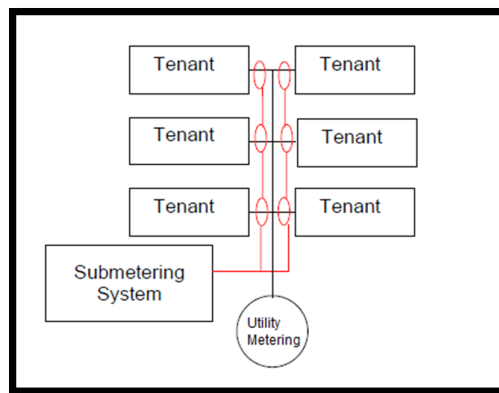 Tenant
Tenant
Tenant
Tenant
Tenant
Tenant
Submetering
System
Utility
Metering